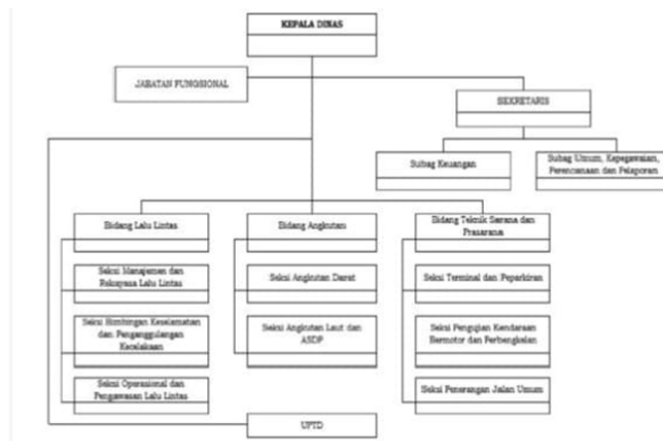 KEPALA DINAS
JABATAN FUNGSIONAL
SEKRETARIS
Subag Keuangan
Subag Umum, Kepegawaian,
Perencanaan dan Pelaporan
Bidang Lalu Lintas
Bidang Angkutan
Bidang Teknik Sarana dan
Prasarana
Seksi Manajemen dan
Rekayasa Lalu Lintas
Seksi Angkutan Darat
Seksi Terminal dan Peparkiran
Seksi Bimbingan Keselamatan
dan Penganggulangan
Kecelakaan
Seksi Angkutan Laut dan
ASDP
Seksi Pengujian Kendaraan
Bermotor dan Perbengkelan
Seksi Operasional dan
Pengawasan Lalu Lintas
Seksi Penerangan Jalan Umum
UPTD